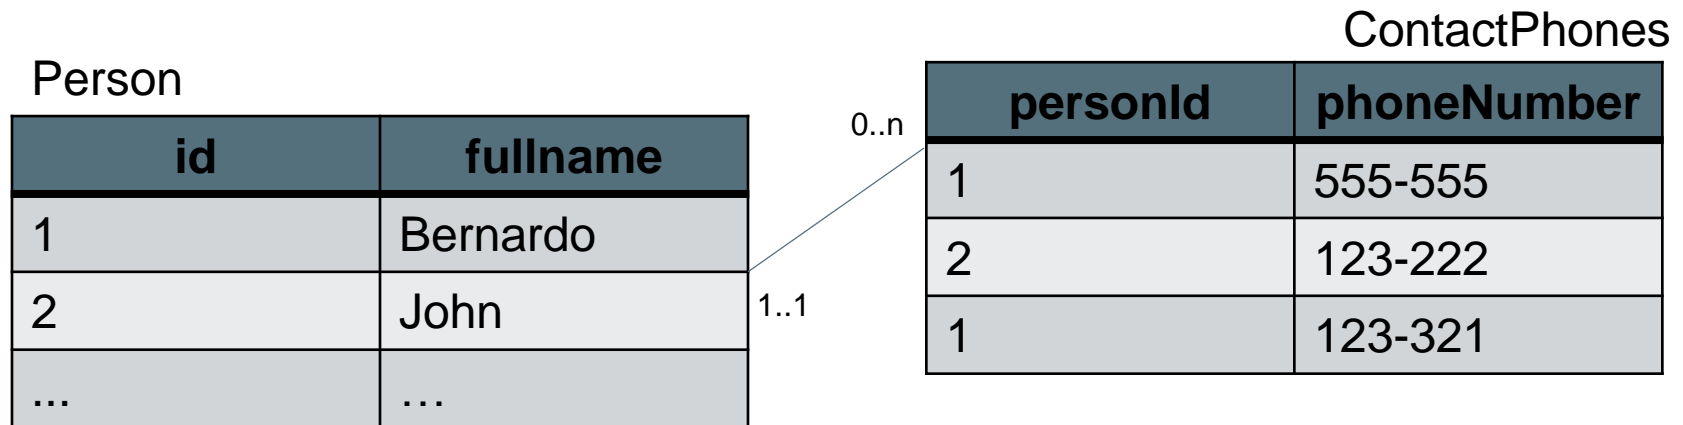 Person
id fullname
1 Bernardo
2 John
... …
1..1
0..n
ContactPhones
personId phoneNumber
1 555-555
2 123-222
1 123-321